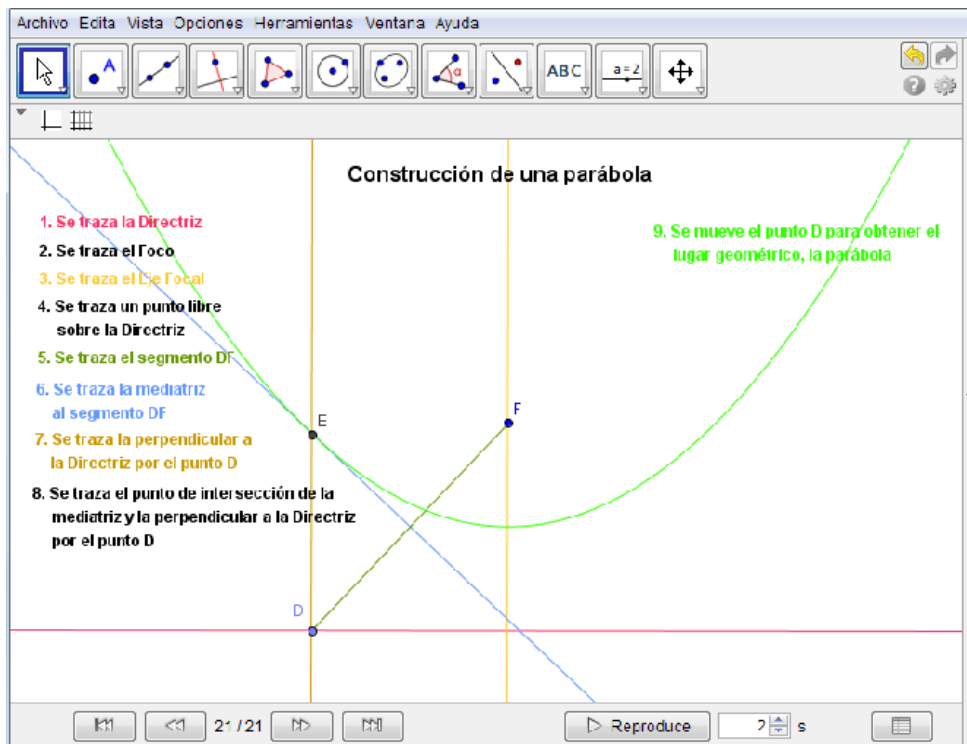 Archivo Edita Vista Opciones Herramientas Ventana Ayuda
A
α
ABC
a=2
Construcción de una parábola
1. Se traza la Directriz
2. Se traza el Foco
3. Se traza el Eje Focal
4. Se traza un punto libre
sobre la Directriz
5. Se traza el segmento DF
6. Se traza la mediatriz
al segmento DF
7. Se traza la perpendicular a
la Directriz por el punto D
8. Se traza el punto de intersección de la
mediatriz y la perpendicular a la Directriz
por el punto D
9. Se mueve el punto D para obtener el
lugar geométrico, la parábola
E
F
D
21 / 21
Reproduce
2 s